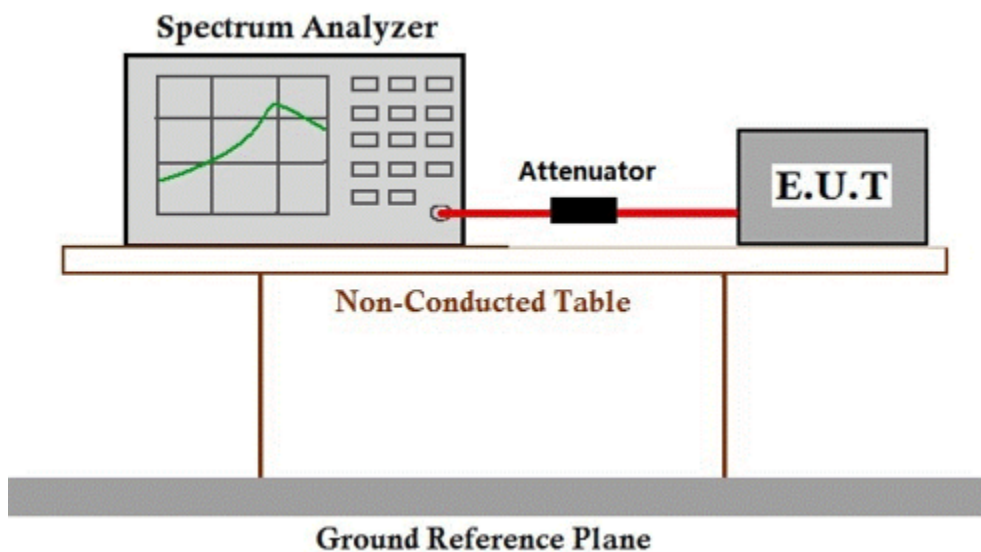 Spectrum Analyzer
Attenuator
E.U.T
Non-Conducted Table
Ground Reference Plane